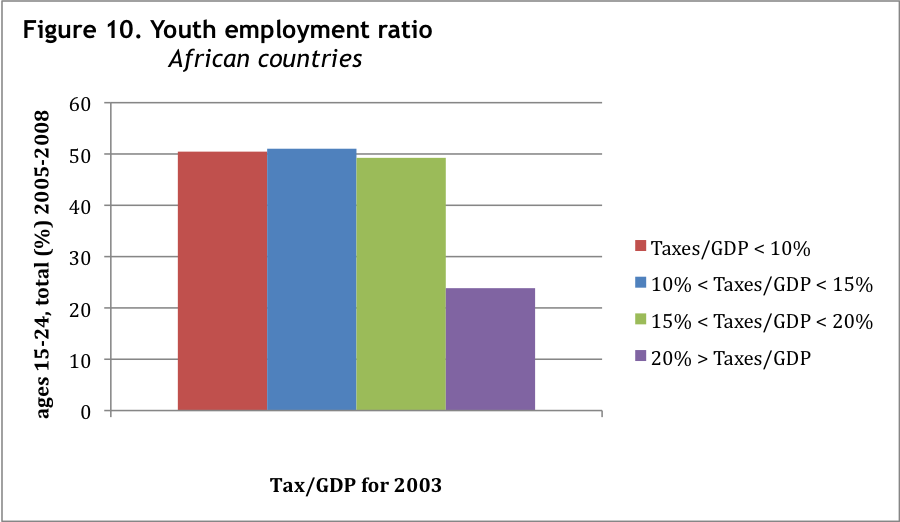 Figure 10. Youth employment ratio
African countries
ages 15-24, total (%) 2005-2008
60
50
40
30
20
10
0
Tax/GDP for 2003
Taxes/GDP < 10%
10% < Taxes/GDP < 15%
15% < Taxes/GDP < 20%
20% > Taxes/GDP